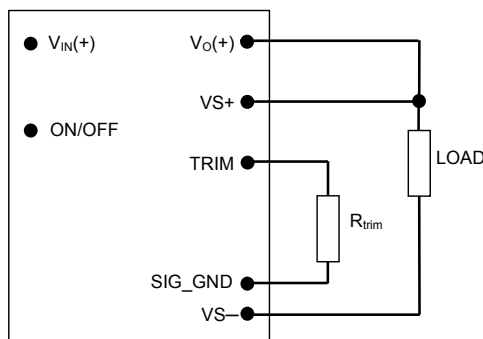 V_IN(+) V_O(+)
VS+
ON/OFF
TRIM
LOAD
R_trim
SIG_GND
VS─